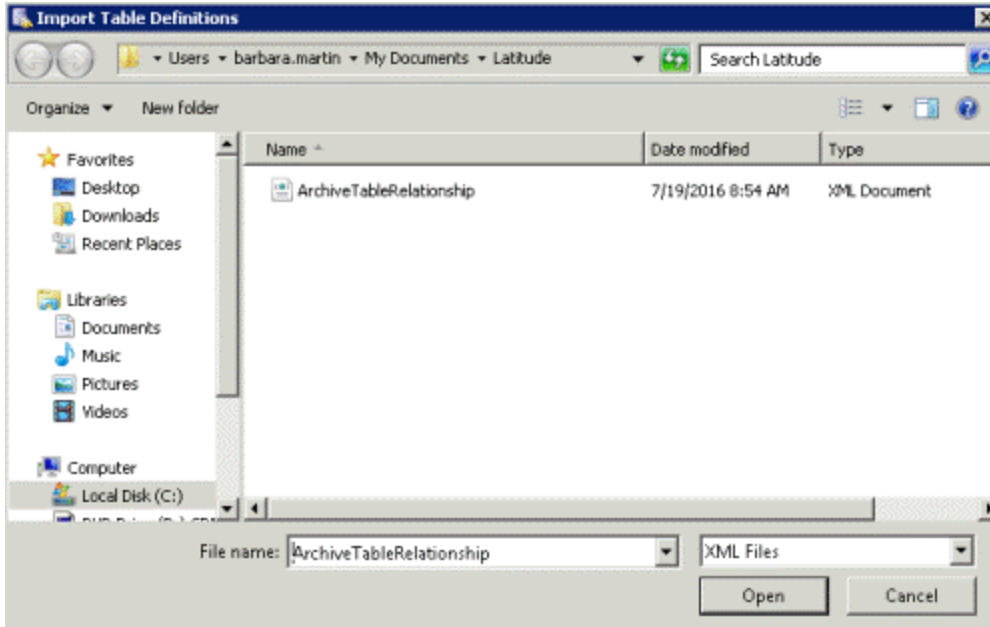 Import Table Definitions
Users barbara.martin My Documents Latitude Search Latitude
Organize New folder
Name Date modified Type
Favorites
Desktop
Downloads
Recent Places
Libraries
Documents
Music
Pictures
Videos
Computer
Local Disk (C:)
ArchiveTableRelationship 7/19/2016 8:54 AM XML Document
File name: ArchiveTableRelationship XML Files
Open Cancel